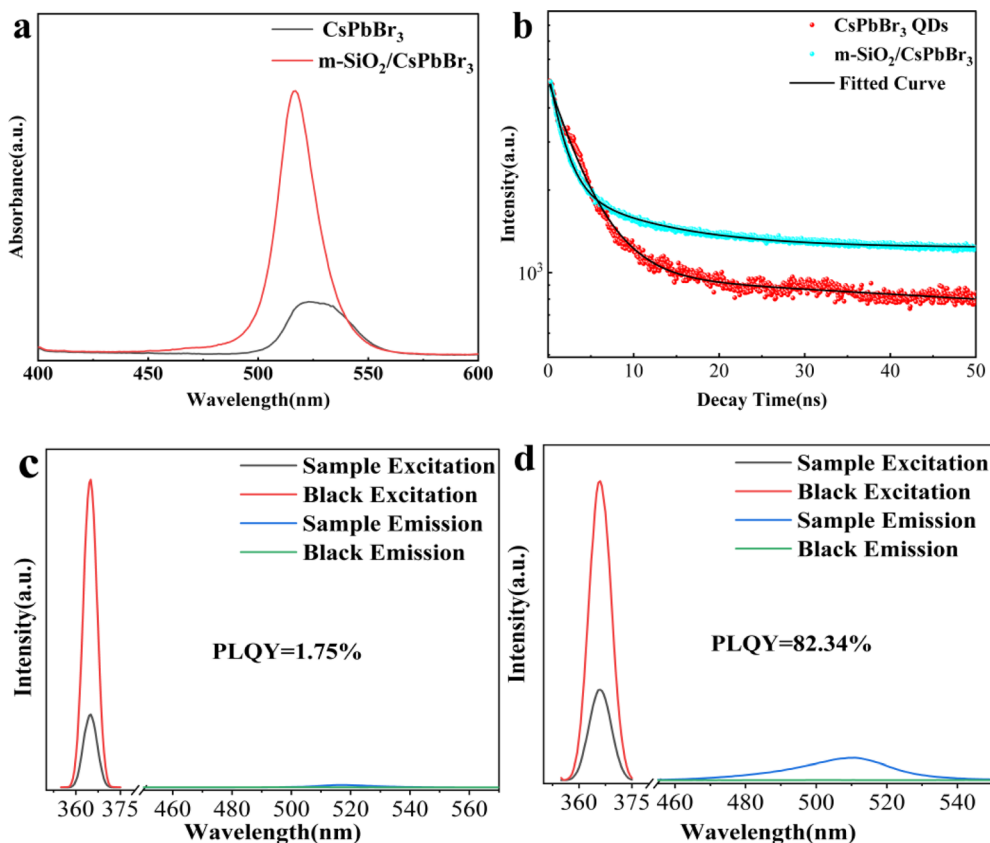 a
CsPbBr₃
m-SiO₂/CsPbBr₃
Absorbance(a.u.)
400
450
500
550
600
Wavelength(nm)
b
CsPbBr₃ QDs
m-SiO₂/CsPbBr₃
Fitted Curve
Intensity(a.u.)
10³
0
10
20
30
40
50
Decay Time(ns)
c
Sample Excitation
Black Excitation
Sample Emission
Black Emission
PLQY=1.75%
Intensity(a.u.)
360
375
500
520
540
560
Wavelength(nm)
d
Sample Excitation
Black Excitation
Sample Emission
Black Emission
PLQY=82.34%
Intensity(a.u.)
360
375
460
480
500
520
540
Wavelength(nm)